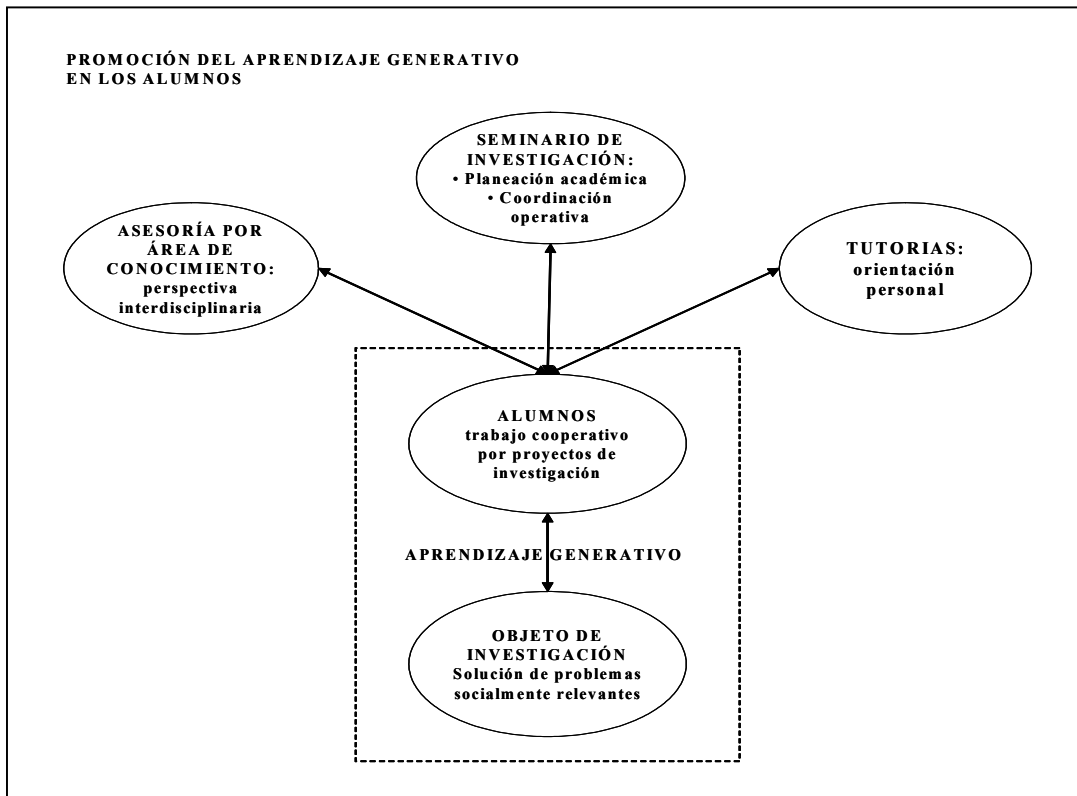 PROMOCIÓN DEL APRENDIZAJE GENERATIVO
EN LOS ALUMNOS
SEMINARIO DE
INVESTIGACIÓN:
• Planeación académica
• Coordinación
operativa
ASESORÍA POR
ÁREA DE
CONOCIMIENTO:
perspectiva
interdisciplinaria
TUTORIAS:
orientación
personal
ALUMNOS
trabajo cooperativo
por proyectos de
investigación
APRENDIZAJE GENERATIVO
OBJETO DE
INVESTIGACIÓN
Solución de problemas
socialmente relevantes